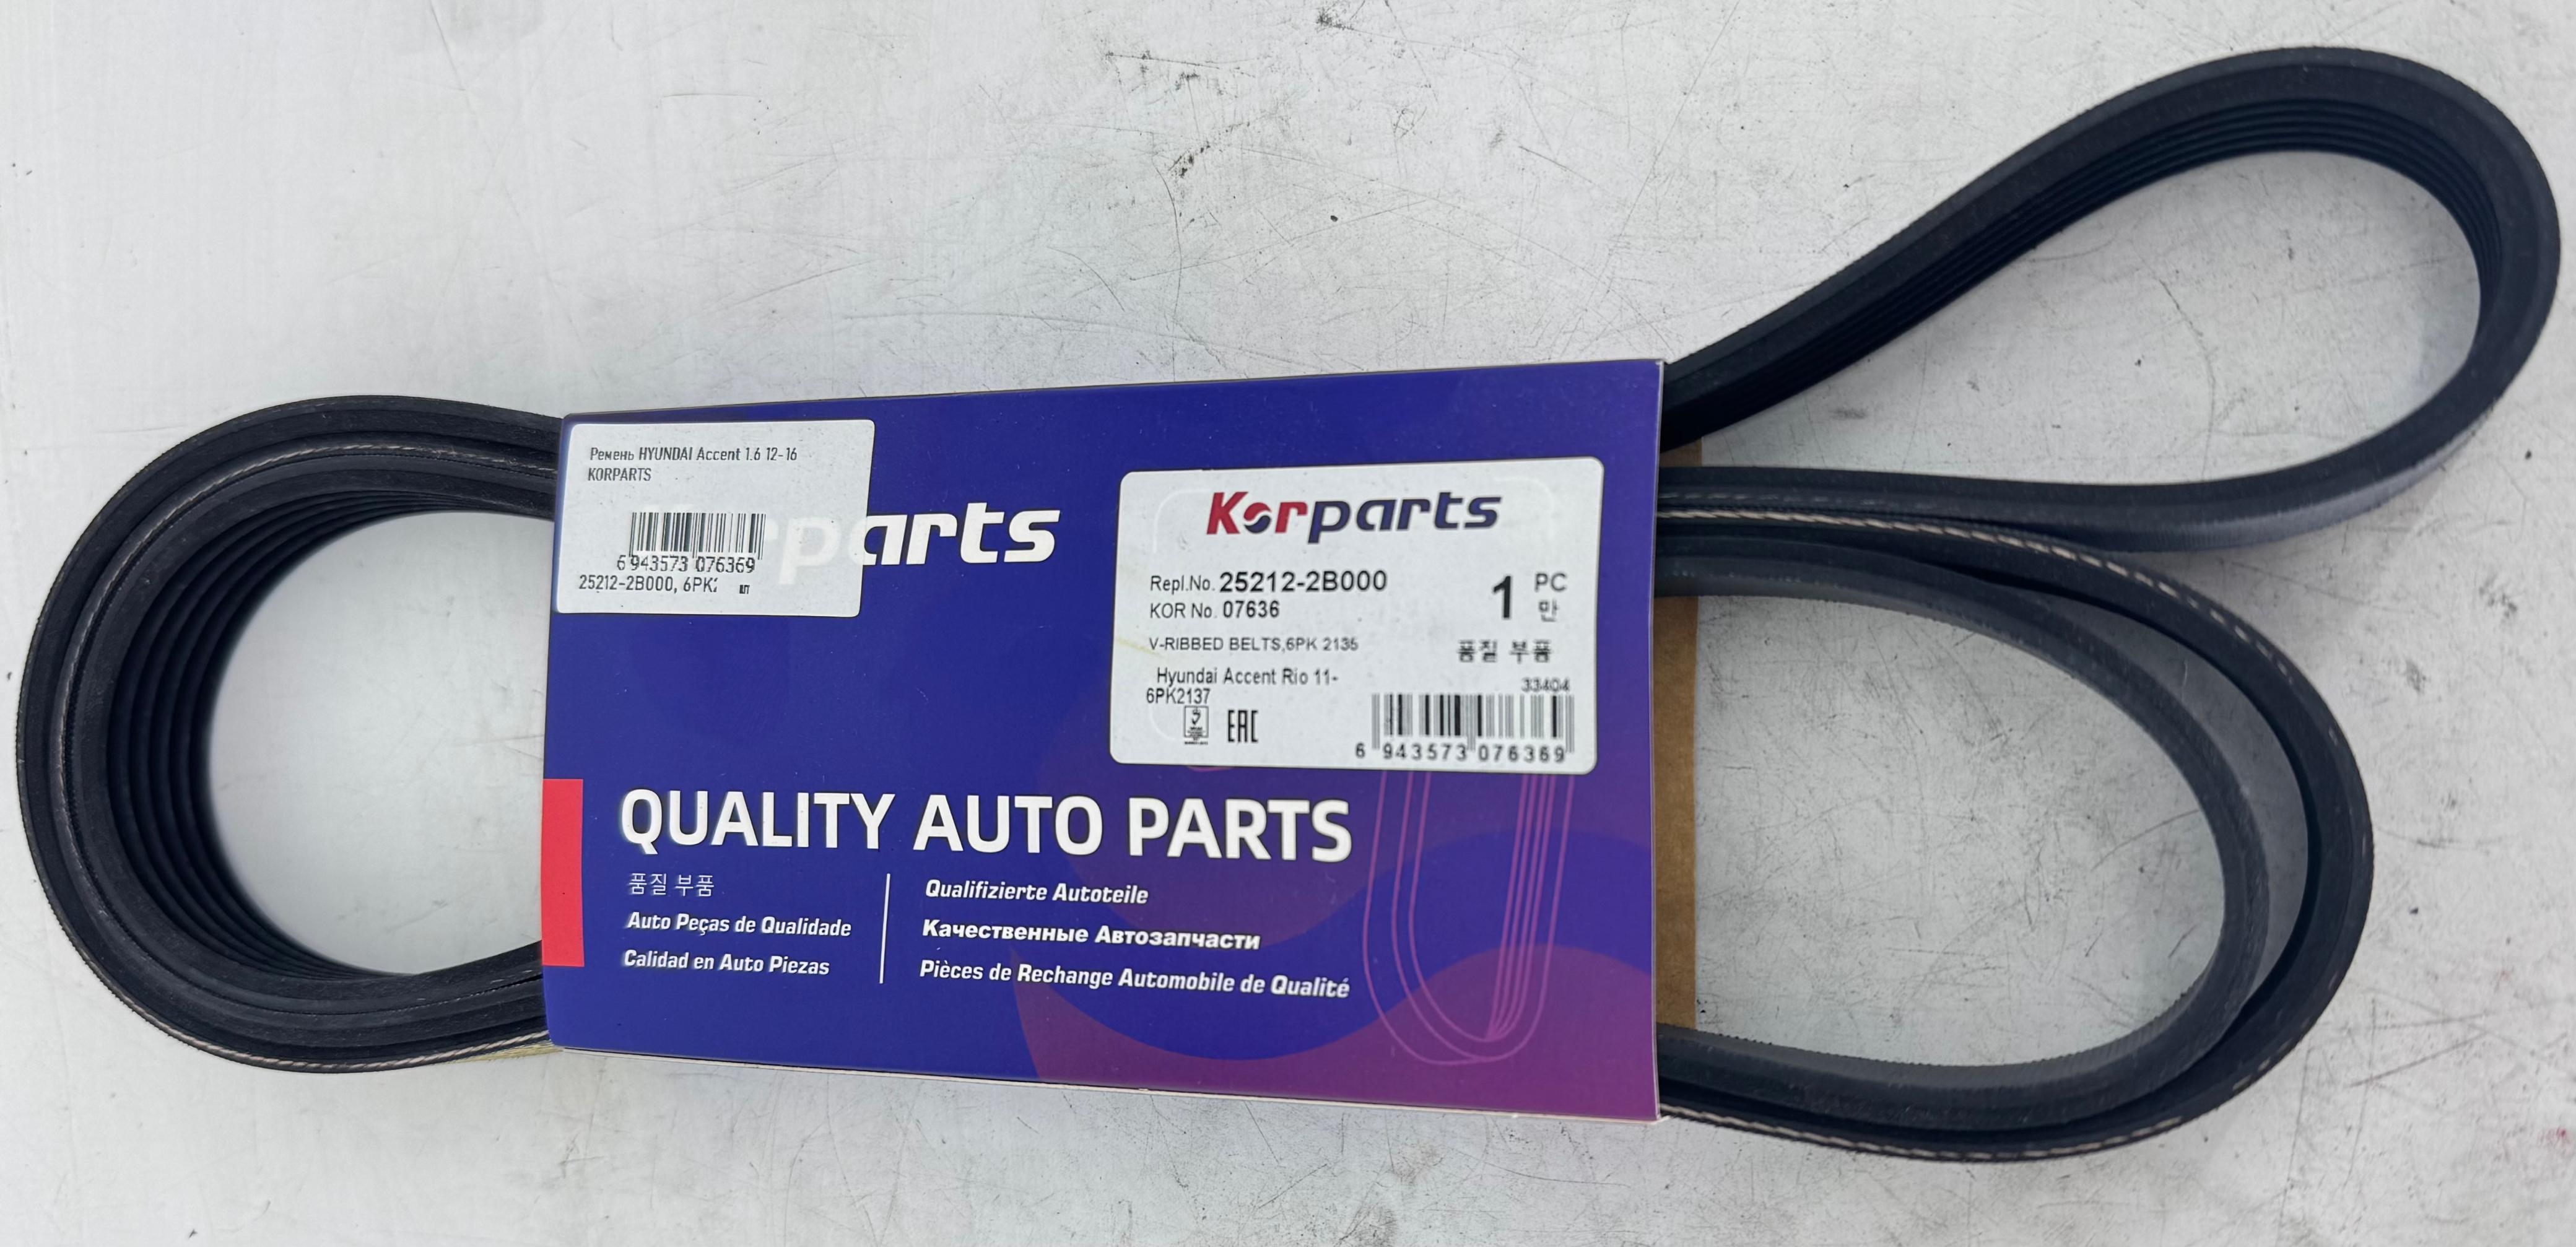 Ремень HYUNDAI Accent 1.6 12-16
KORPARTS
6 943573 076369
25212-2B000, 6PK
шт
parts
Korparts
Repl.No. 25212-2B000
KOR No. 07636
1 PC
만
V-RIBBED BELTS,6PK 2135
품질 부품
Hyundai Accent Rio 11-
6PK2137
33404
EAC
6 943573 076369
QUALITY AUTO PARTS
품질 부품
Auto Peças de Qualidade
Calidad en Auto Piezas
Qualifizierte Autoteile
Качественные Автозапчасти
Pièces de Rechange Automobile de Qualité